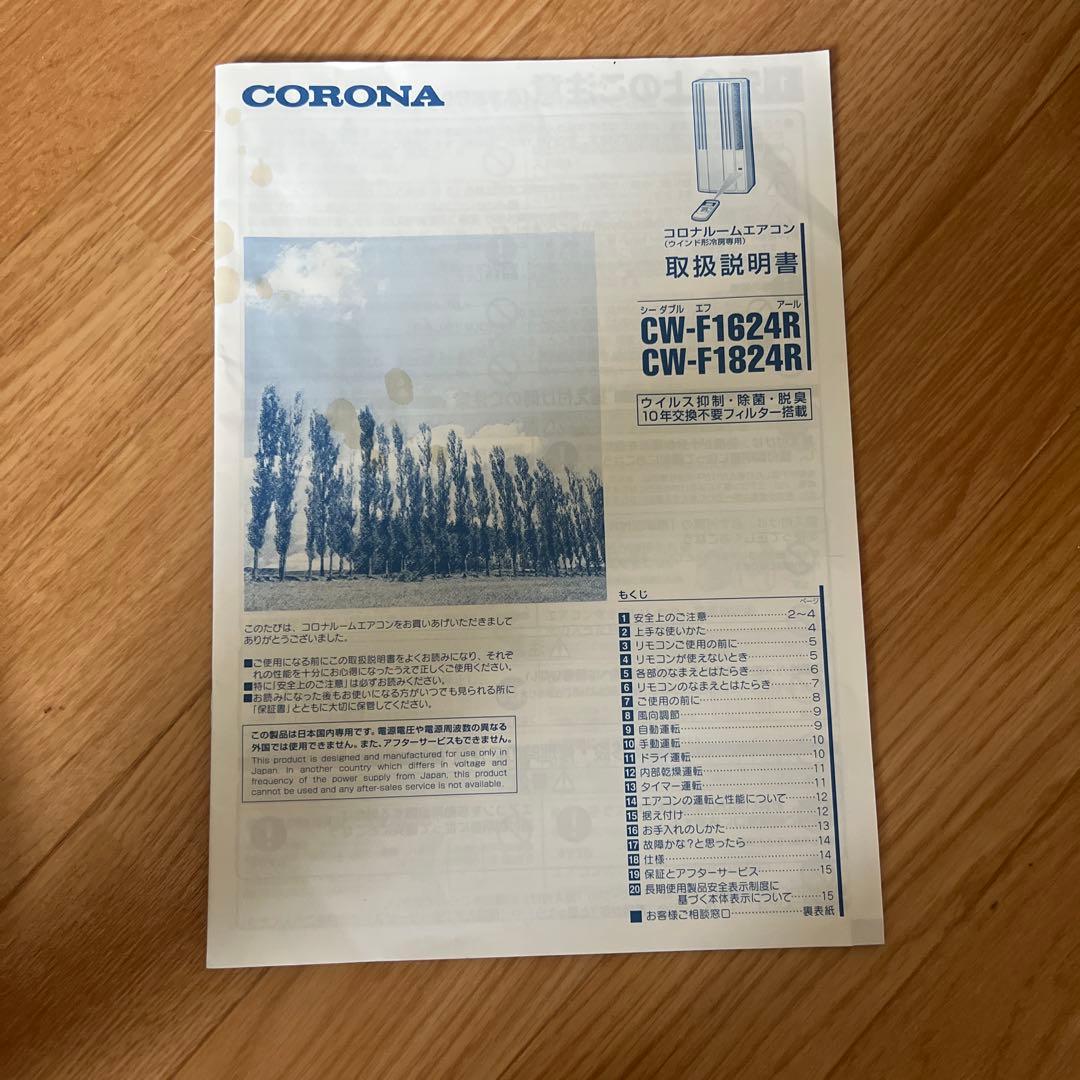 CORONA
コロナルームエアコン
(ウインド形冷房専用)
取扱説明書
シー ダブル エフ アール
CW-F1624R
CW-F1824R
ウイルス抑制・除菌・脱臭
10年交換不要フィルター搭載
このたびは、コロナルームエアコンをお買いあげいただきまして
ありがとうございました。
■ご使用になる前にこの取扱説明書をよくお読みになり、それぞ
れの性能を十分にお心得になったうえで正しくご使用ください。
■特に「安全上のご注意」は必ずお読みください。
■お読みになった後もお使いになる方がいつでも見られる所に
「保証書」とともに大切に保管してください。
この製品は日本国内専用です。電源電圧や電源周波数の異なる
外国では使用できません。また、アフターサービスもできません。
This product is designed and manufactured for use only in
Japan. In another country which differs in voltage and
frequency of the power supply from Japan, this product
cannot be used and any after-sales service is not available.
もくじ
ページ
1 安全上のご注意……………………2〜4
2 上手な使いかた……………………4
3 リモコンご使用の前に……………5
4 リモコンが使えないとき…………5
5 各部のなまえとはたらき…………6
6 リモコンのなまえとはたらき……7
7 ご使用の前に………………………8
8 風向調節……………………………9
9 自動運転……………………………9
10 手動運転……………………………10
11 ドライ運転…………………………10
12 内部乾燥運転………………………11
13 タイマー運転………………………11
14 エアコンの運転と性能について……12
15 据え付け……………………………12
16 お手入れのしかた…………………13
17 故障かな?と思ったら……………14
18 仕様…………………………………14
19 保証とアフターサービス…………15
20 長期使用製品安全表示制度に
基づく本体表示について………15
■ お客様ご相談窓口………………裏表紙